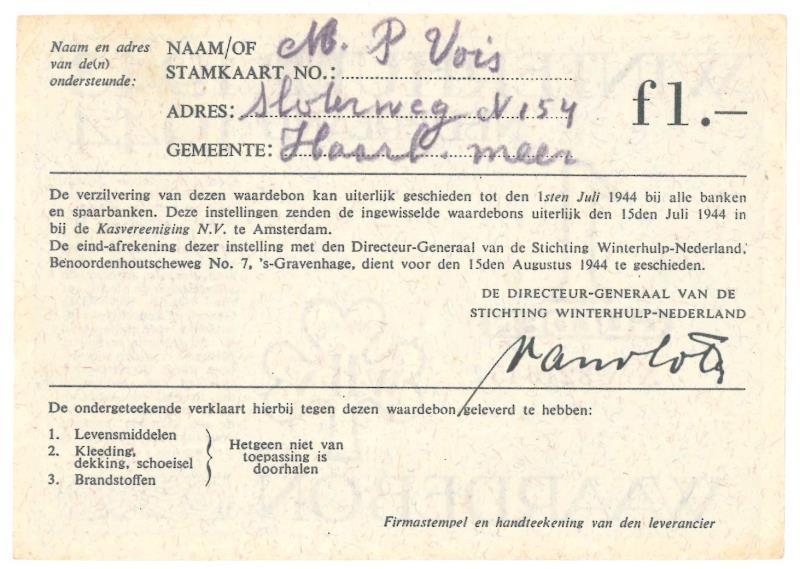 Naam en adres van de(n) ondersteunde:
NAAM/OF M. P Vois
STAMKAART NO.:
ADRES: Sloterweg N 154
GEMEENTE: Haarl. meer
f1.—
De verzilvering van dezen waardebon kan uiterlijk geschieden tot den 1sten Juli 1944 bij alle banken
en spaarbanken. Deze instellingen zenden de ingewisselde waardebons uiterlijk den 15den Juli 1944 in
bij de Kasvereeniging N.V. te Amsterdam.
De eind-afrekening dezer instelling met den Directeur-Generaal van de Stichting Winterhulp-Nederland,
Benoordenhoutscheweg No. 7, 's-Gravenhage, dient voor den 15den Augustus 1944 te geschieden.
DE DIRECTEUR-GENERAAL VAN DE
STICHTING WINTERHULP-NEDERLAND
De ondergeteekende verklaart hierbij tegen dezen waardebon geleverd te hebben:
1. Levensmiddelen
2. Kleeding,
dekking, schoeisel
3. Brandstoffen
Hetgeen niet van
toepassing is
doorhalen
Firmastempel en handteekening van den leverancier